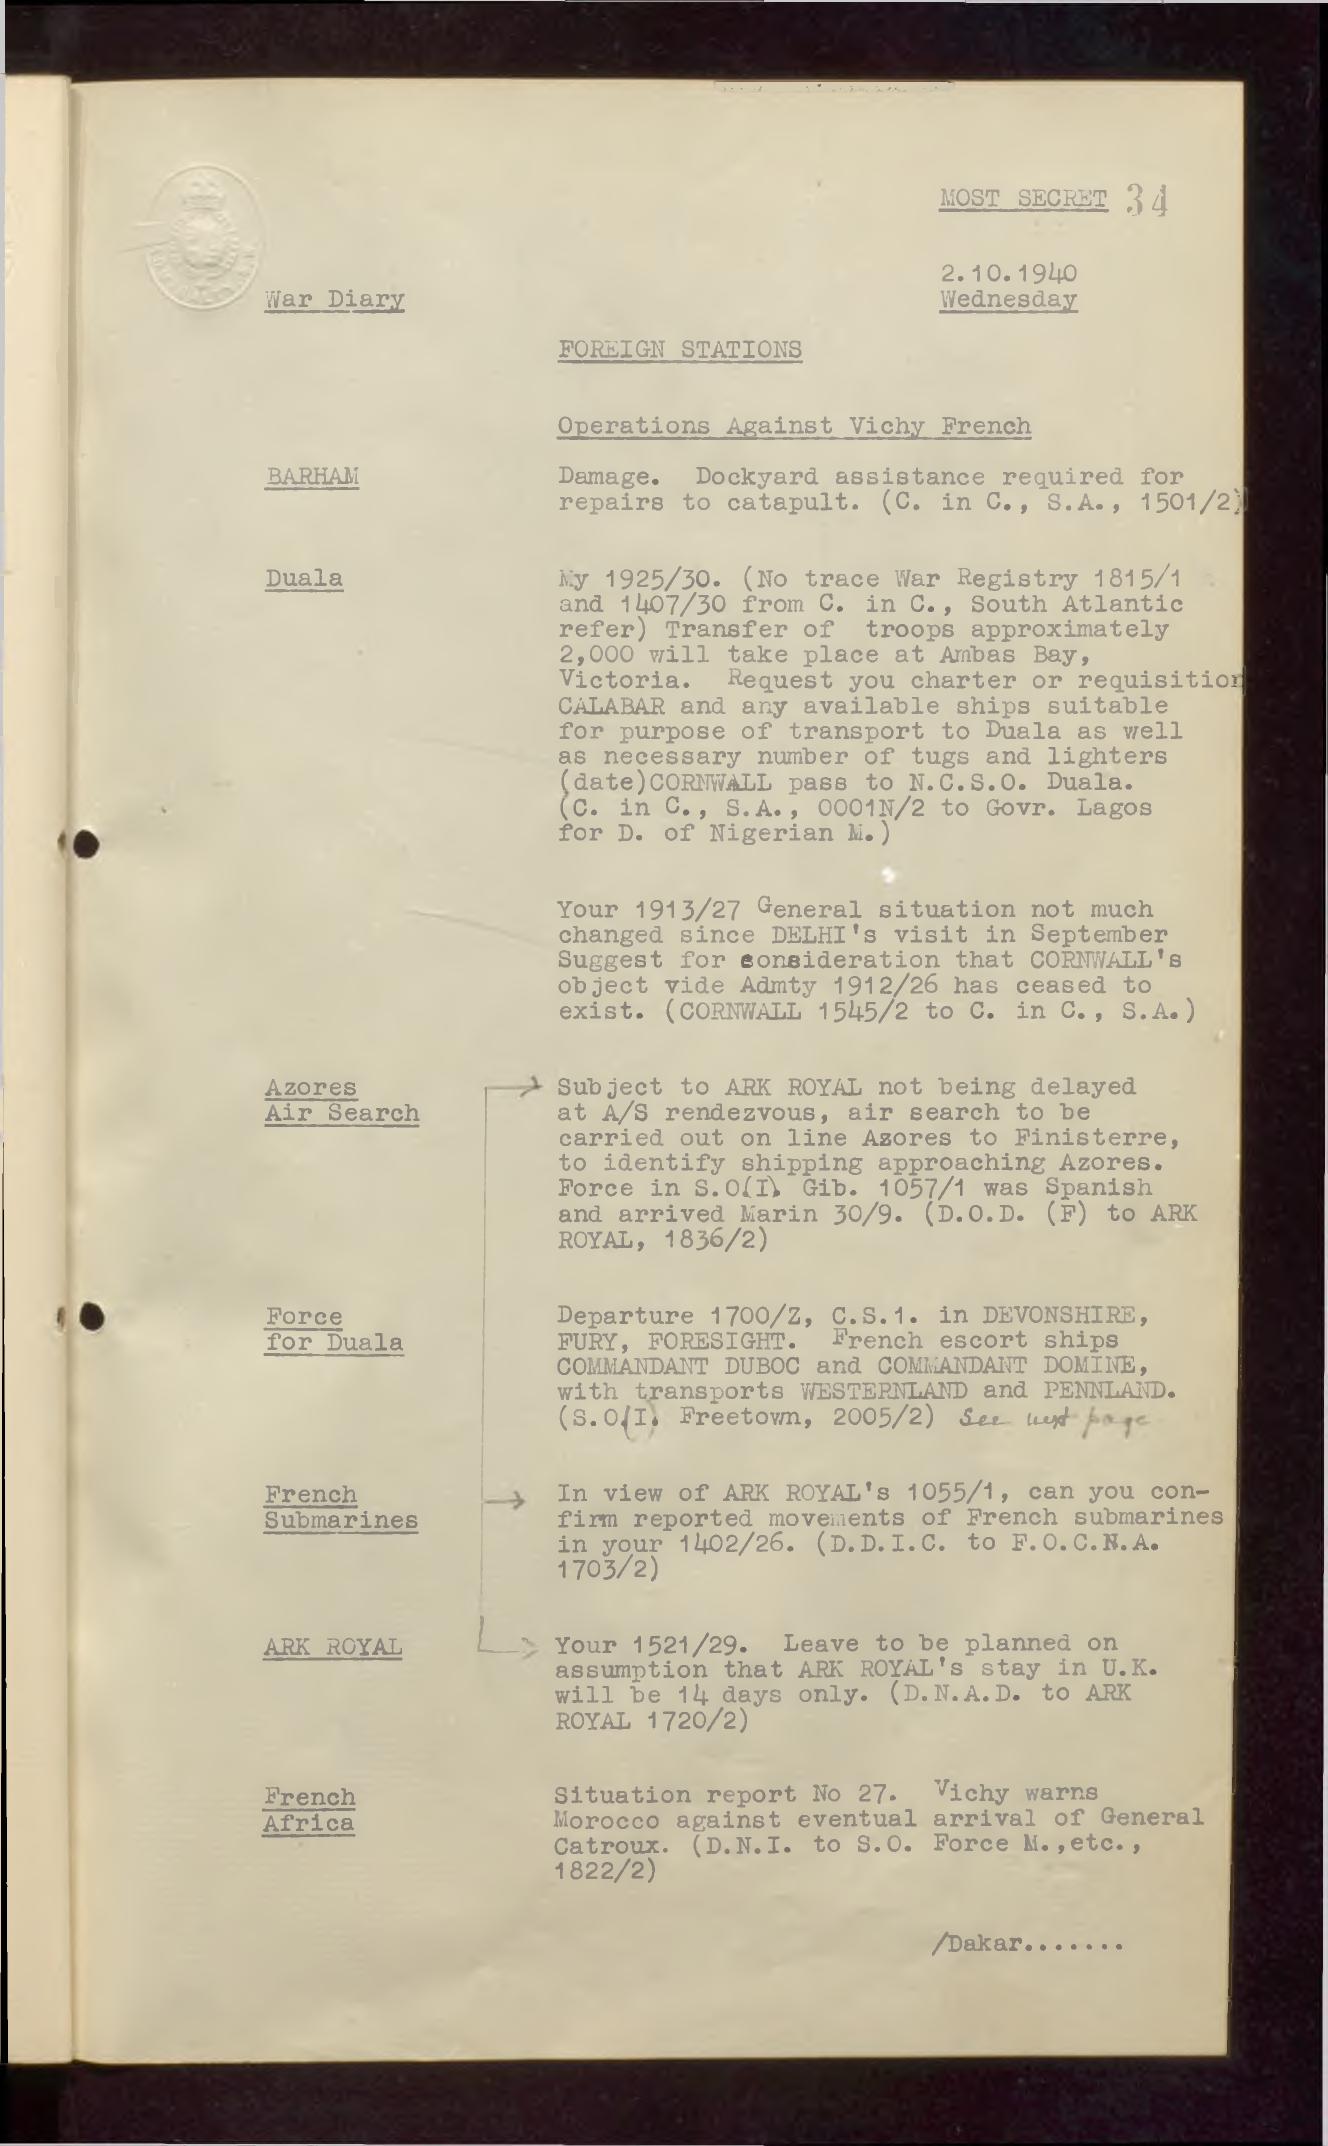 MOST SECRET 34
2.10.1940
War Diary
Wednesday
FOREIGN STATIONS
Operations Against Vichy French
BARHAM
Damage. Dockyard assistance required for
repairs to catapult. (C. in C., S.A., 1501/2)
Duala
My 1925/30. (No trace War Registry 1815/1
and 1407/30 from C. in C., South Atlantic
refer) Transfer of troops approximately
2,000 will take place at Ambas Bay,
Victoria. Request you charter or requisition
CALABAR and any available ships suitable
for purpose of transport to Duala as well
as necessary number of tugs and lighters
(date)CORNWALL pass to N.C.S.O. Duala.
(C. in C., S.A., 0001N/2 to Govr. Lagos
for D. of Nigerian M.)
Your 1913/27 General situation not much
changed since DELHI's visit in September
Suggest for consideration that CORNWALL's
object vide Admty 1912/26 has ceased to
exist. (CORNWALL 1545/2 to C. in C., S.A.)
Azores
Air Search
Subject to ARK ROYAL not being delayed
at A/S rendezvous, air search to be
carried out on line Azores to Finisterre,
to identify shipping approaching Azores.
Force in S.O(I). Gib. 1057/1 was Spanish
and arrived Marin 30/9. (D.O.D. (F) to ARK
ROYAL, 1836/2)
Force
for Duala
Departure 1700/Z, C.S.1. in DEVONSHIRE,
FURY, FORESIGHT. French escort ships
COMMANDANT DUBOC and COMMANDANT DOMINE,
with transports WESTERNLAND and PENNLAND.
(S.O(I). Freetown, 2005/2) See next page
French
Submarines
In view of ARK ROYAL's 1055/1, can you con-
firm reported movements of French submarines
in your 1402/26. (D.D.I.C. to F.O.C.N.A.
1703/2)
ARK ROYAL
Your 1521/29. Leave to be planned on
assumption that ARK ROYAL's stay in U.K.
will be 14 days only. (D.N.A.D. to ARK
ROYAL 1720/2)
French
Africa
Situation report No 27. Vichy warns
Morocco against eventual arrival of General
Catroux. (D.N.I. to S.O. Force M.,etc.,
1822/2)
/Dakar.......